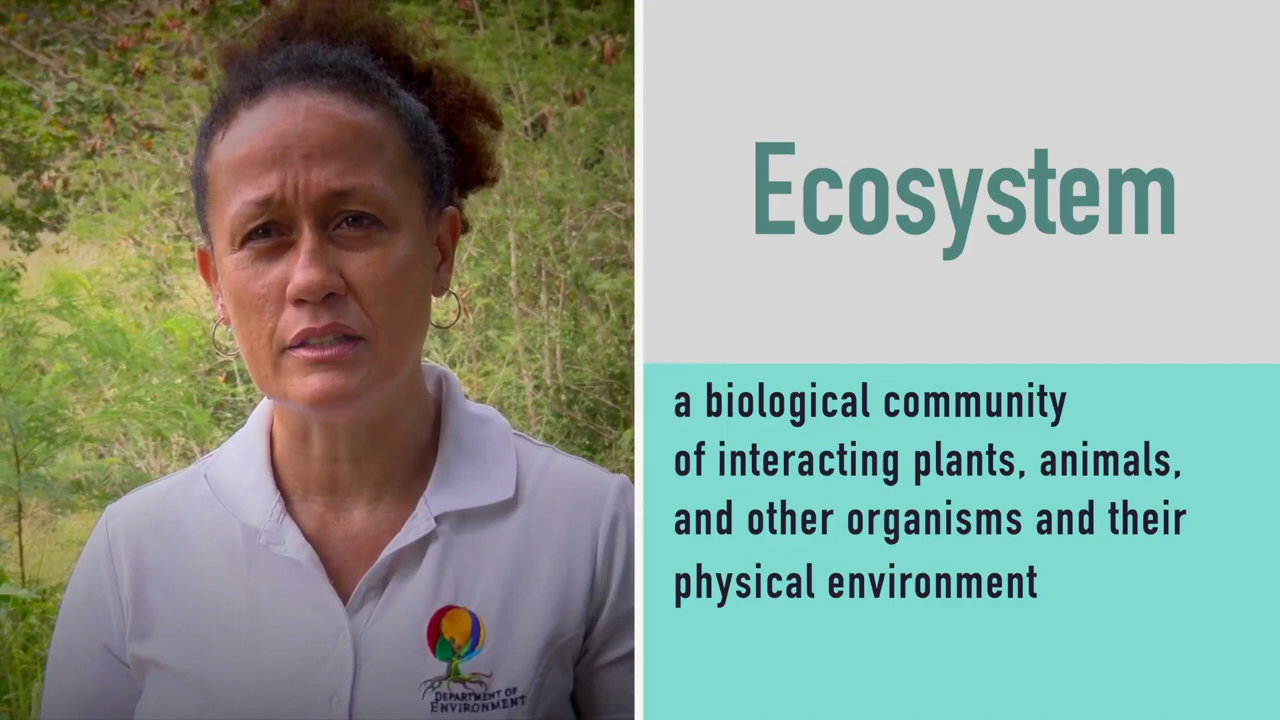 Ecosystem
a biological community
of interacting plants, animals,
and other organisms and their
physical environment
DEPARTMENT OF
ENVIRONMENT